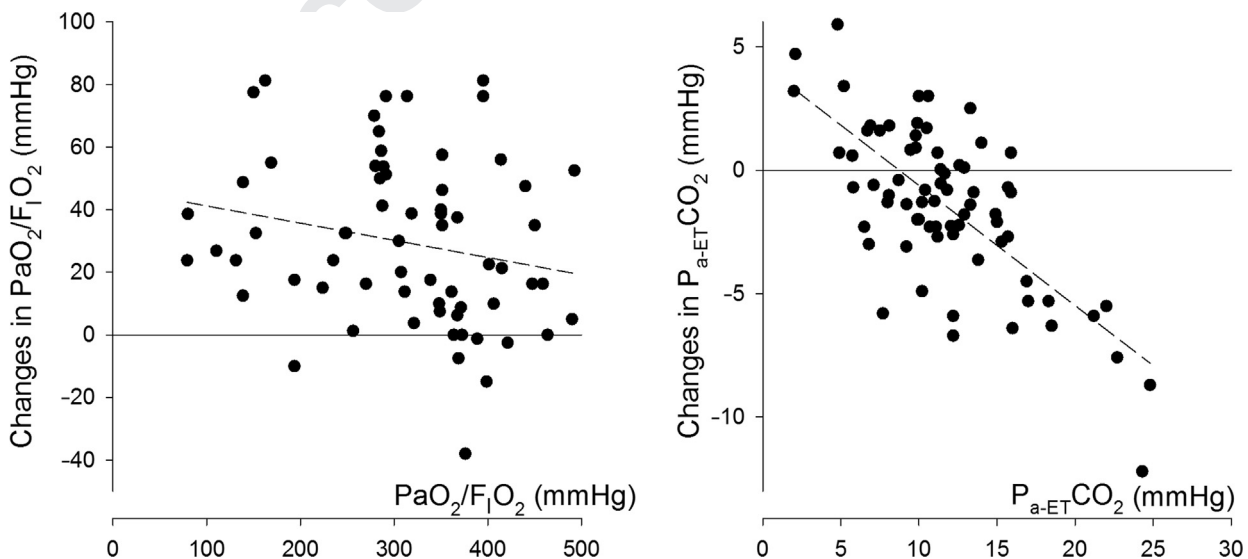 Changes in PaO₂/FIO₂ (mmHg)
100
80
60
40
20
0
-20
-40
PaO₂/FIO₂ (mmHg)
0 100 200 300 400 500
Changes in Pa-ETCO₂ (mmHg)
5
0
-5
-10
Pa-ETCO₂ (mmHg)
0 5 10 15 20 25 30